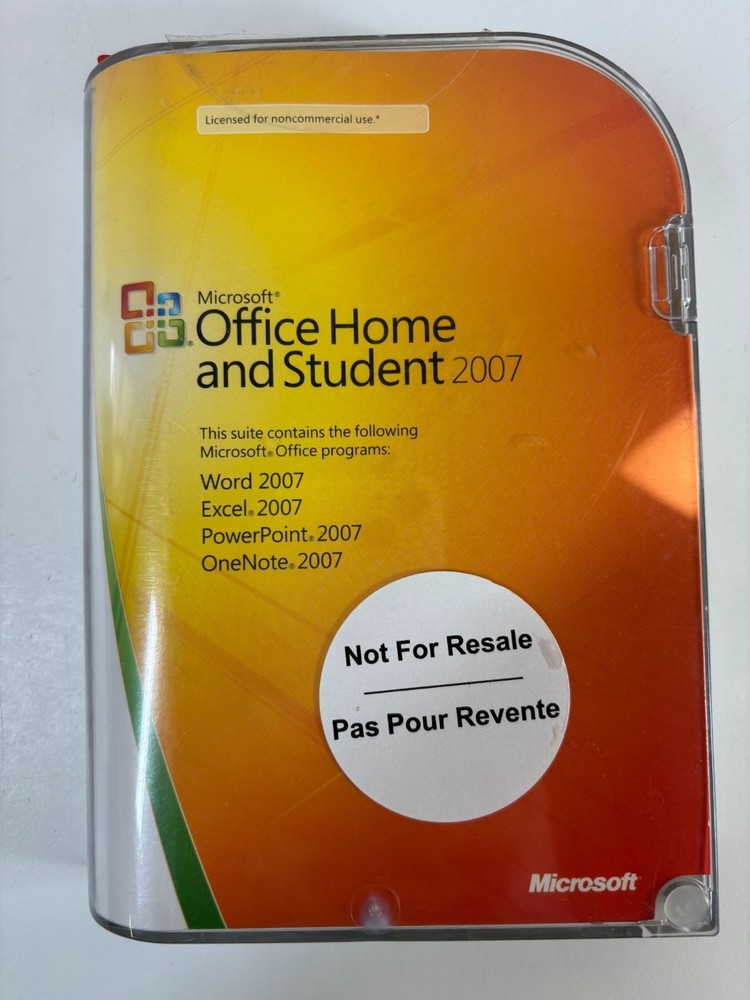 Licensed for noncommercial use.*
Microsoft®
Office Home
and Student 2007
This suite contains the following
Microsoft® Office programs:
Word 2007
Excel® 2007
PowerPoint® 2007
OneNote® 2007
Not For Resale
Pas Pour Revente
Microsoft